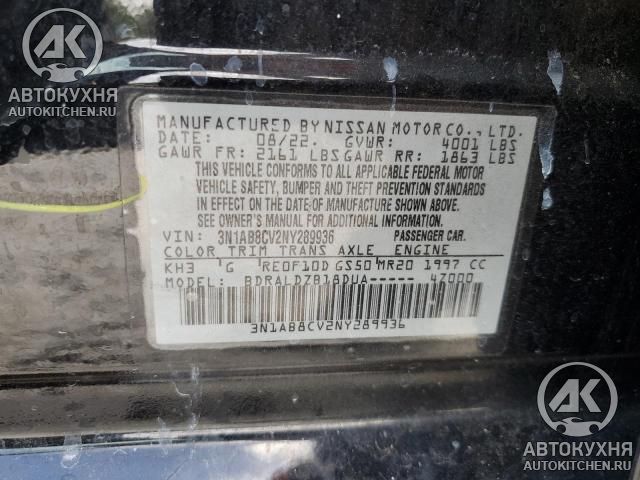 АК
АВТОКУХНЯ
AUTOKITCHEN.RU
MANUFACTURED BY NISSAN MOTOR CO., LTD.
DATE: 08/22. GVWR: 4001 LBS
GAWR FR: 2161 LBS GAWR RR: 1863 LBS
THIS VEHICLE CONFORMS TO ALL APPLICABLE FEDERAL MOTOR
VEHICLE SAFETY, BUMPER AND THEFT PREVENTION STANDARDS
IN EFFECT ON THE DATE OF MANUFACTURE SHOWN ABOVE.
SEE OWNER'S MANUAL FOR ADDITIONAL INFORMATION
VIN: 3N1AB8CV2NY289936 PASSENGER CAR.
COLOR TRIM TRANS AXLE ENGINE
KH3 G RE0F10D GS50 MR20 1997 CC
MODEL: BDRALDZB18DUA----- 4Z000
3N1AB8CV2NY289936
АК
АВТОКУХНЯ
AUTOKITCHEN.RU